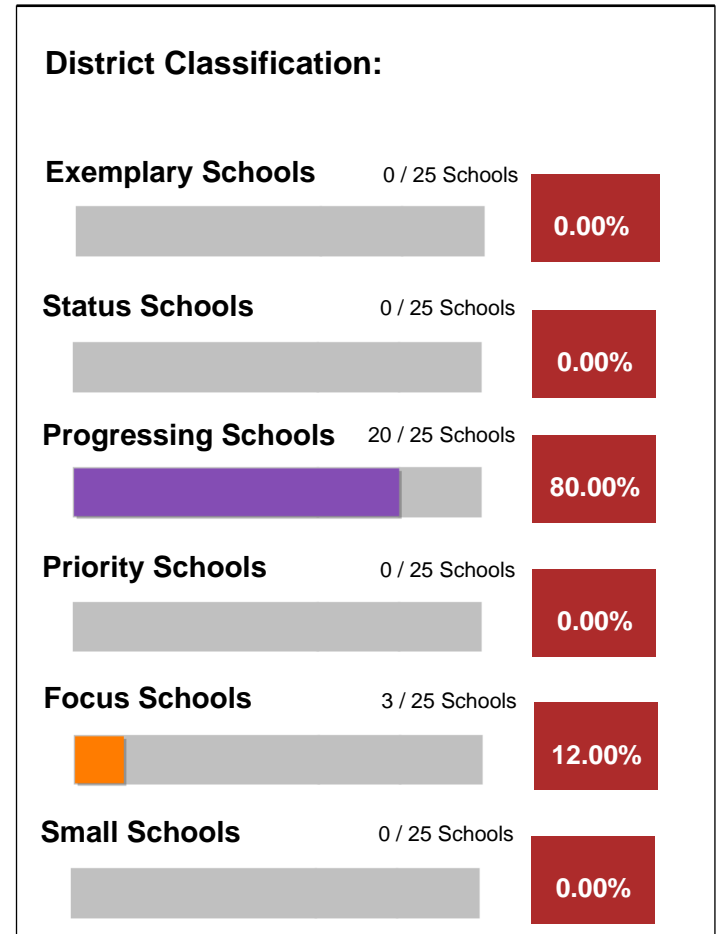 District Classification:
Exemplary Schools 0 / 25 Schools
0.00%
Status Schools 0 / 25 Schools
0.00%
Progressing Schools 20 / 25 Schools
80.00%
Priority Schools 0 / 25 Schools
0.00%
Focus Schools 3 / 25 Schools
12.00%
Small Schools 0 / 25 Schools
0.00%